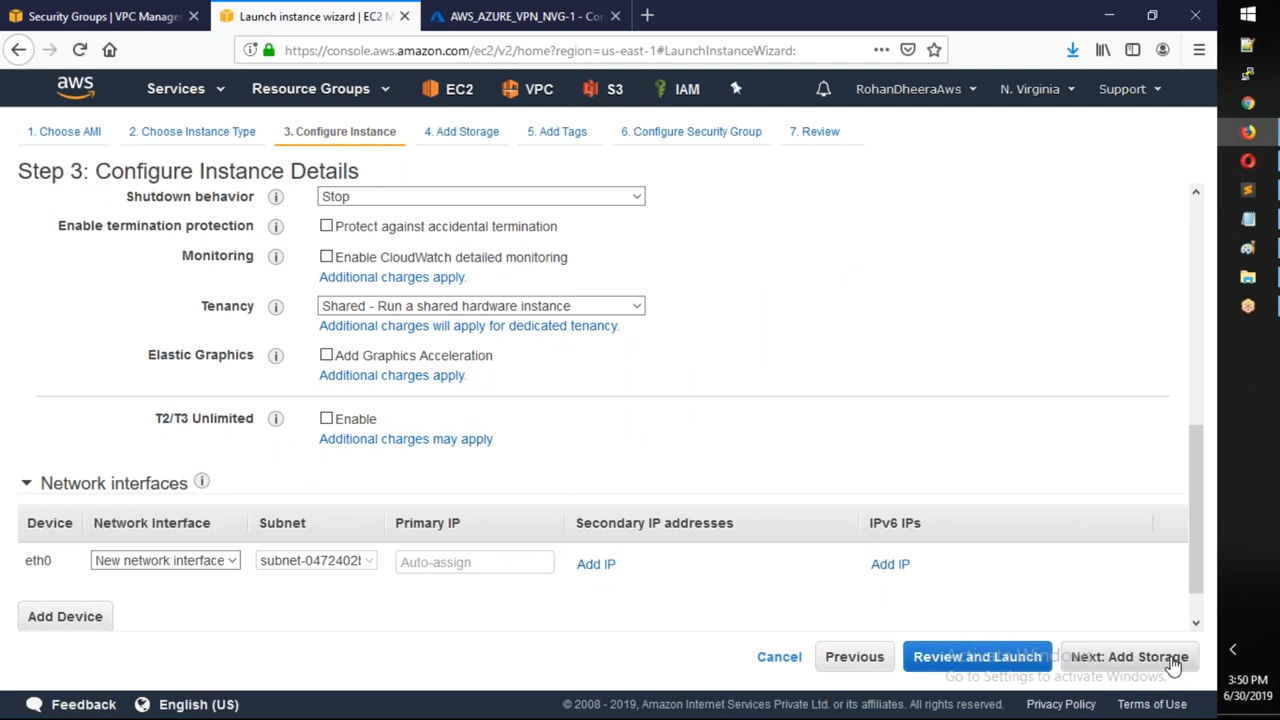 Security Groups | VPC Manager
Launch instance wizard | EC2 M
AWS_AZURE_VPN_NVG-1 - Co
https://console.aws.amazon.com/ec2/v2/home?region=us-east-1#LaunchInstanceWizard:
aws
Services
Resource Groups
EC2
VPC
S3
IAM
RohanDheeraAws
N. Virginia
Support
1. Choose AMI
2. Choose Instance Type
3. Configure Instance
4. Add Storage
5. Add Tags
6. Configure Security Group
7. Review
Step 3: Configure Instance Details
Shutdown behavior
Stop
Enable termination protection
Protect against accidental termination
Monitoring
Enable CloudWatch detailed monitoring
Additional charges apply.
Tenancy
Shared - Run a shared hardware instance
Additional charges will apply for dedicated tenancy.
Elastic Graphics
Add Graphics Acceleration
Additional charges apply.
T2/T3 Unlimited
Enable
Additional charges may apply
Network interfaces
Device
Network Interface
Subnet
Primary IP
Secondary IP addresses
IPv6 IPs
eth0
New network interface
subnet-0472402
Auto-assign
Add IP
Add IP
Add Device
Cancel
Previous
Review and Launch
Next: Add Storage
Activate Windows
Go to Settings to activate Windows.
Feedback
English (US)
© 2008 - 2019, Amazon Internet Services Private Ltd. or its affiliates. All rights reserved.
Privacy Policy
Terms of Use
3:50 PM
6/30/2019